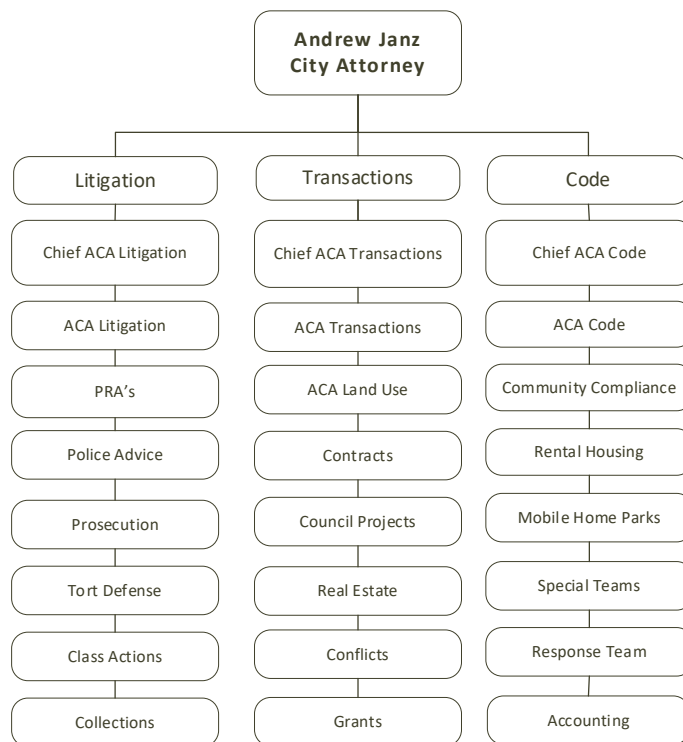 Andrew Janz
City Attorney
Litigation
Chief ACA Litigation
ACA Litigation
PRA's
Police Advice
Prosecution
Tort Defense
Class Actions
Collections
Transactions
Chief ACA Transactions
ACA Transactions
ACA Land Use
Contracts
Council Projects
Real Estate
Conflicts
Grants
Code
Chief ACA Code
ACA Code
Community Compliance
Rental Housing
Mobile Home Parks
Special Teams
Response Team
Accounting